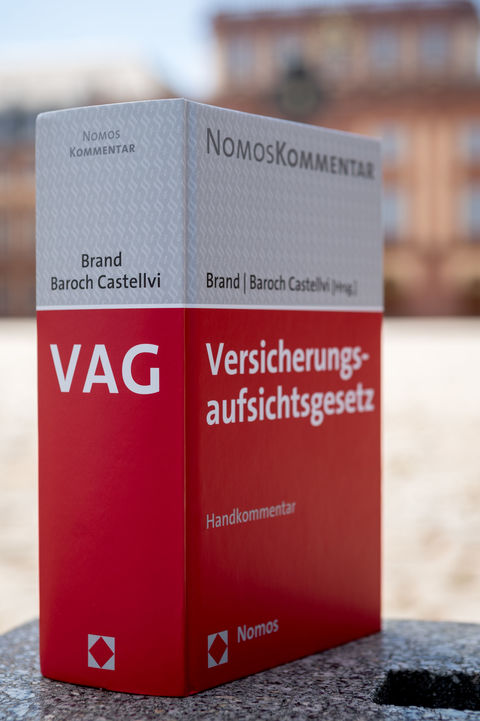 Nomos
Kommentar
Brand
Baroch Castellvi
VAG
NomosKommentar
Brand | Baroch Castellvi (Hrsg.)
Versicherungs-
aufsichtsgesetz
Handkommentar
Nomos